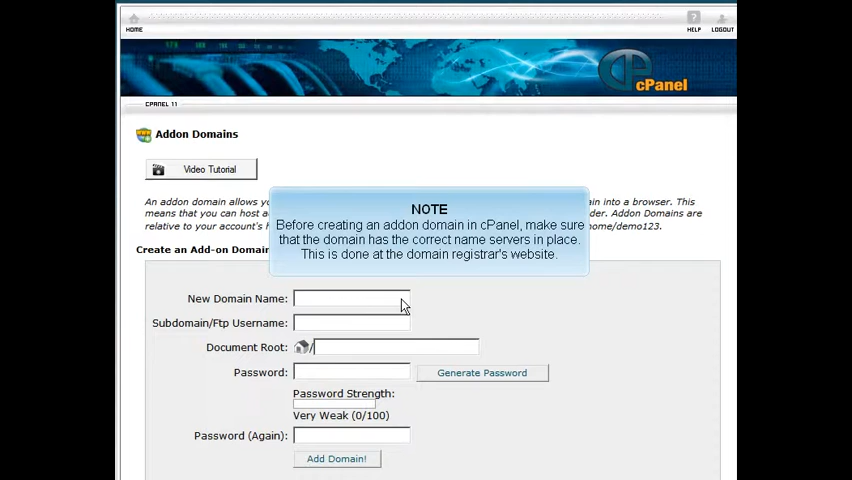 HOME
HELP
LOGOUT
cPanel
CPANEL 11
Addon Domains
Video Tutorial
An addon domain allows yo
ain into a browser. This
means that you can host ad
der. Addon Domains are
relative to your account's h
home/demo123.
NOTE
Before creating an addon domain in cPanel, make sure
that the domain has the correct name servers in place.
This is done at the domain registrar's website.
Create an Add-on Domain
New Domain Name:
Subdomain/Ftp Username:
Document Root:
/
Password:
Generate Password
Password Strength:
Very Weak (0/100)
Password (Again):
Add Domain!